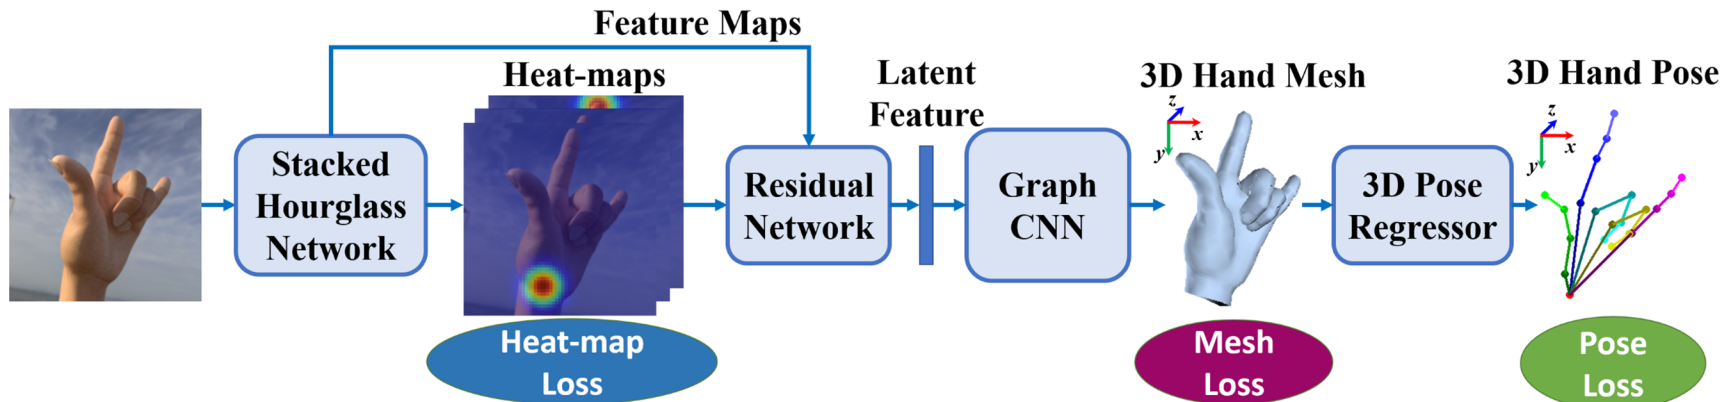 Feature Maps
Heat-maps
Latent
Feature
3D Hand Mesh
3D Hand Pose
Stacked
Hourglass
Network
Residual
Network
Graph
CNN
z
x
y
3D Pose
Regressor
z
x
y
Heat-map
Loss
Mesh
Loss
Pose
Loss